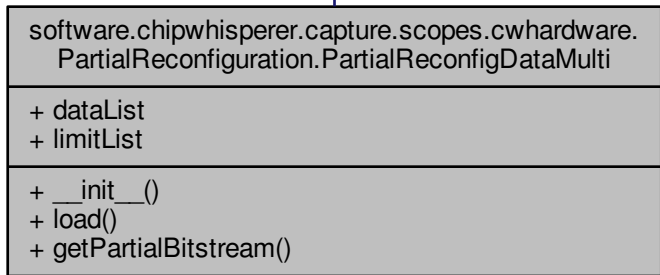 software.chipwhisperer.capture.scopes.cwhardware.
PartialReconfiguration.PartialReconfigDataMulti
+ dataList
+ limitList
+ __init__()
+ load()
+ getPartialBitstream()